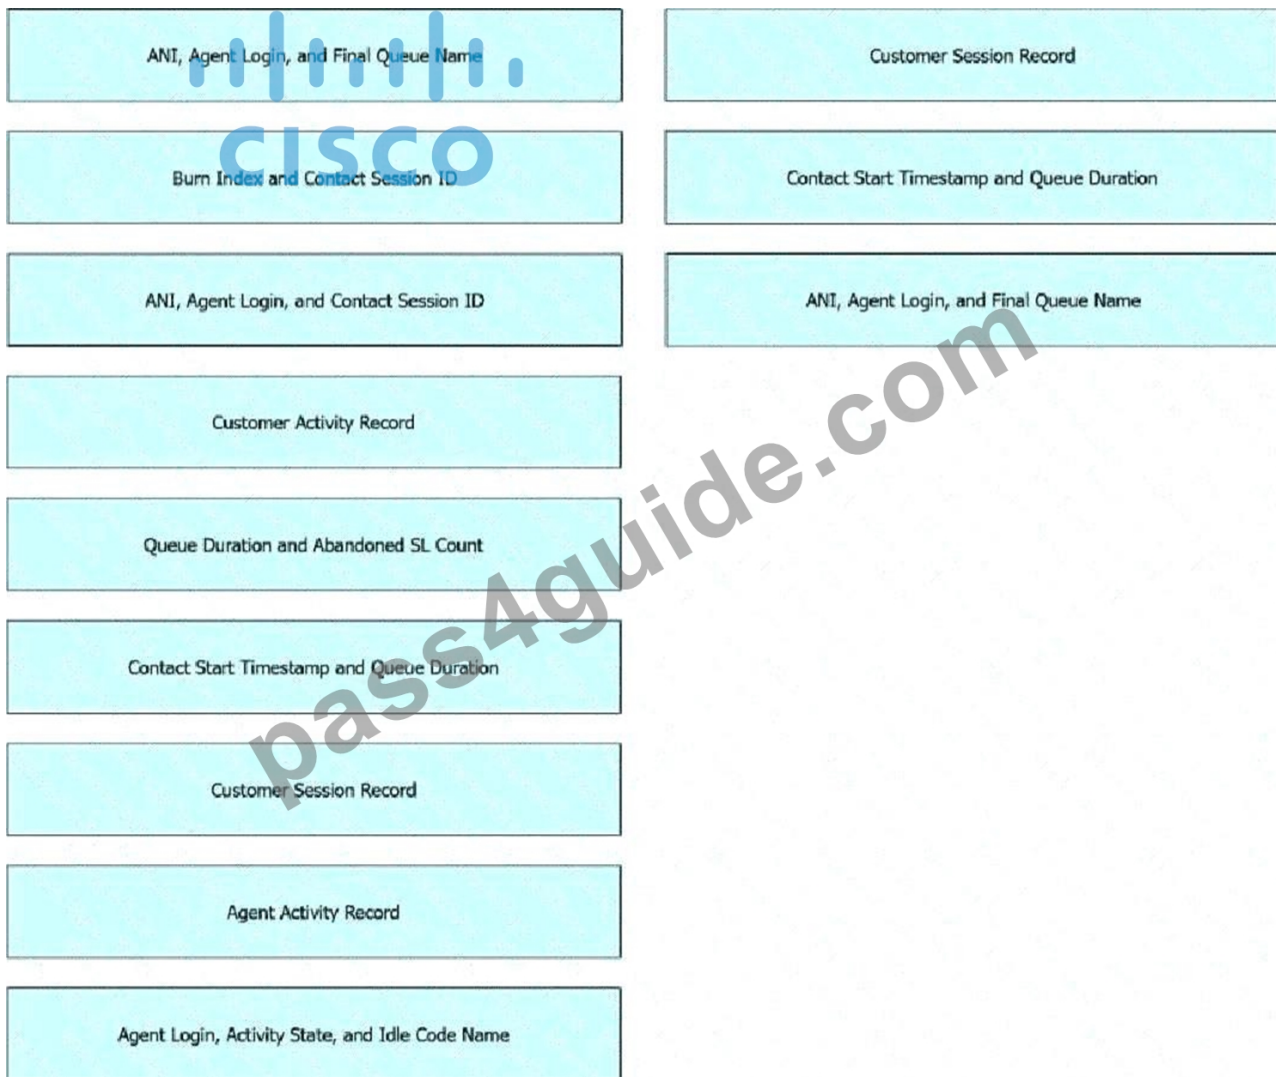 ANI, Agent Login, and Final Queue Name
Customer Session Record
CISCO
Burn Index and Contact Session ID
Contact Start Timestamp and Queue Duration
ANI, Agent Login, and Contact Session ID
ANI, Agent Login, and Final Queue Name
Customer Activity Record
Queue Duration and Abandoned SL Count
pass4guide.com
Contact Start Timestamp and Queue Duration
Customer Session Record
Agent Activity Record
Agent Login, Activity State, and Idle Code Name